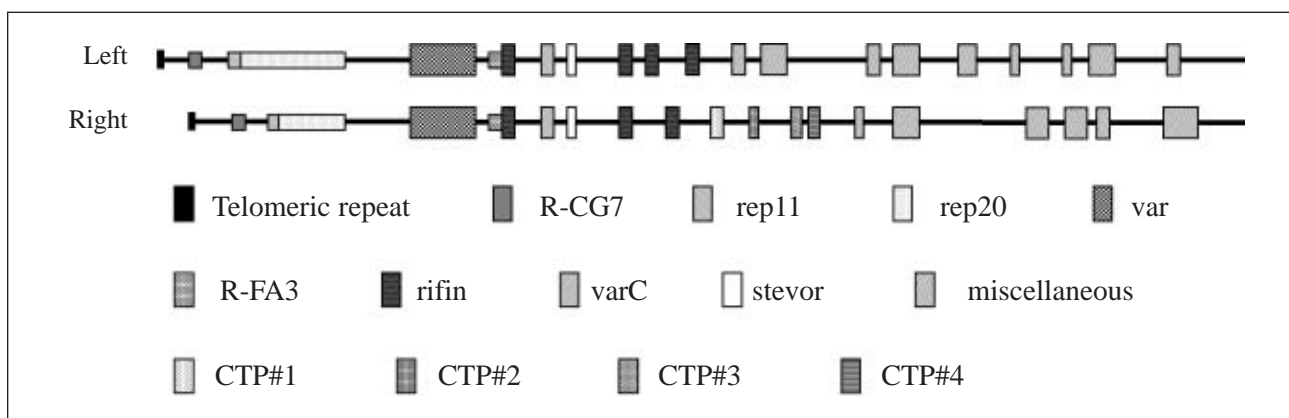 Left
Right
Telomeric repeat R-CG7 rep11 rep20 var
R-FA3 rifin varC stevor miscellaneous
CTP#1 CTP#2 CTP#3 CTP#4